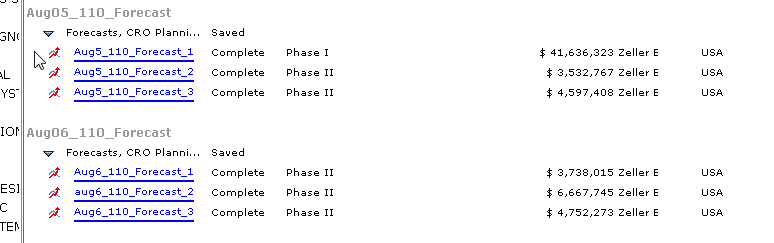 Aug05_110_Forecast
Forecasts, CRO Planni... Saved
Aug5_110_Forecast_1 Complete Phase I $ 41,636,323 Zeller E USA
Aug5_110_Forecast_2 Complete Phase II $ 3,532,767 Zeller E USA
Aug5_110_Forecast_3 Complete Phase II $ 4,597,408 Zeller E USA
Aug06_110_Forecast
Forecasts, CRO Planni... Saved
Aug6_110_Forecast_1 Complete Phase II $ 3,738,015 Zeller E USA
aug6_110_Forecast_2 Complete Phase II $ 6,667,745 Zeller E USA
Aug6_110_Forecast_3 Complete Phase II $ 4,752,273 Zeller E USA